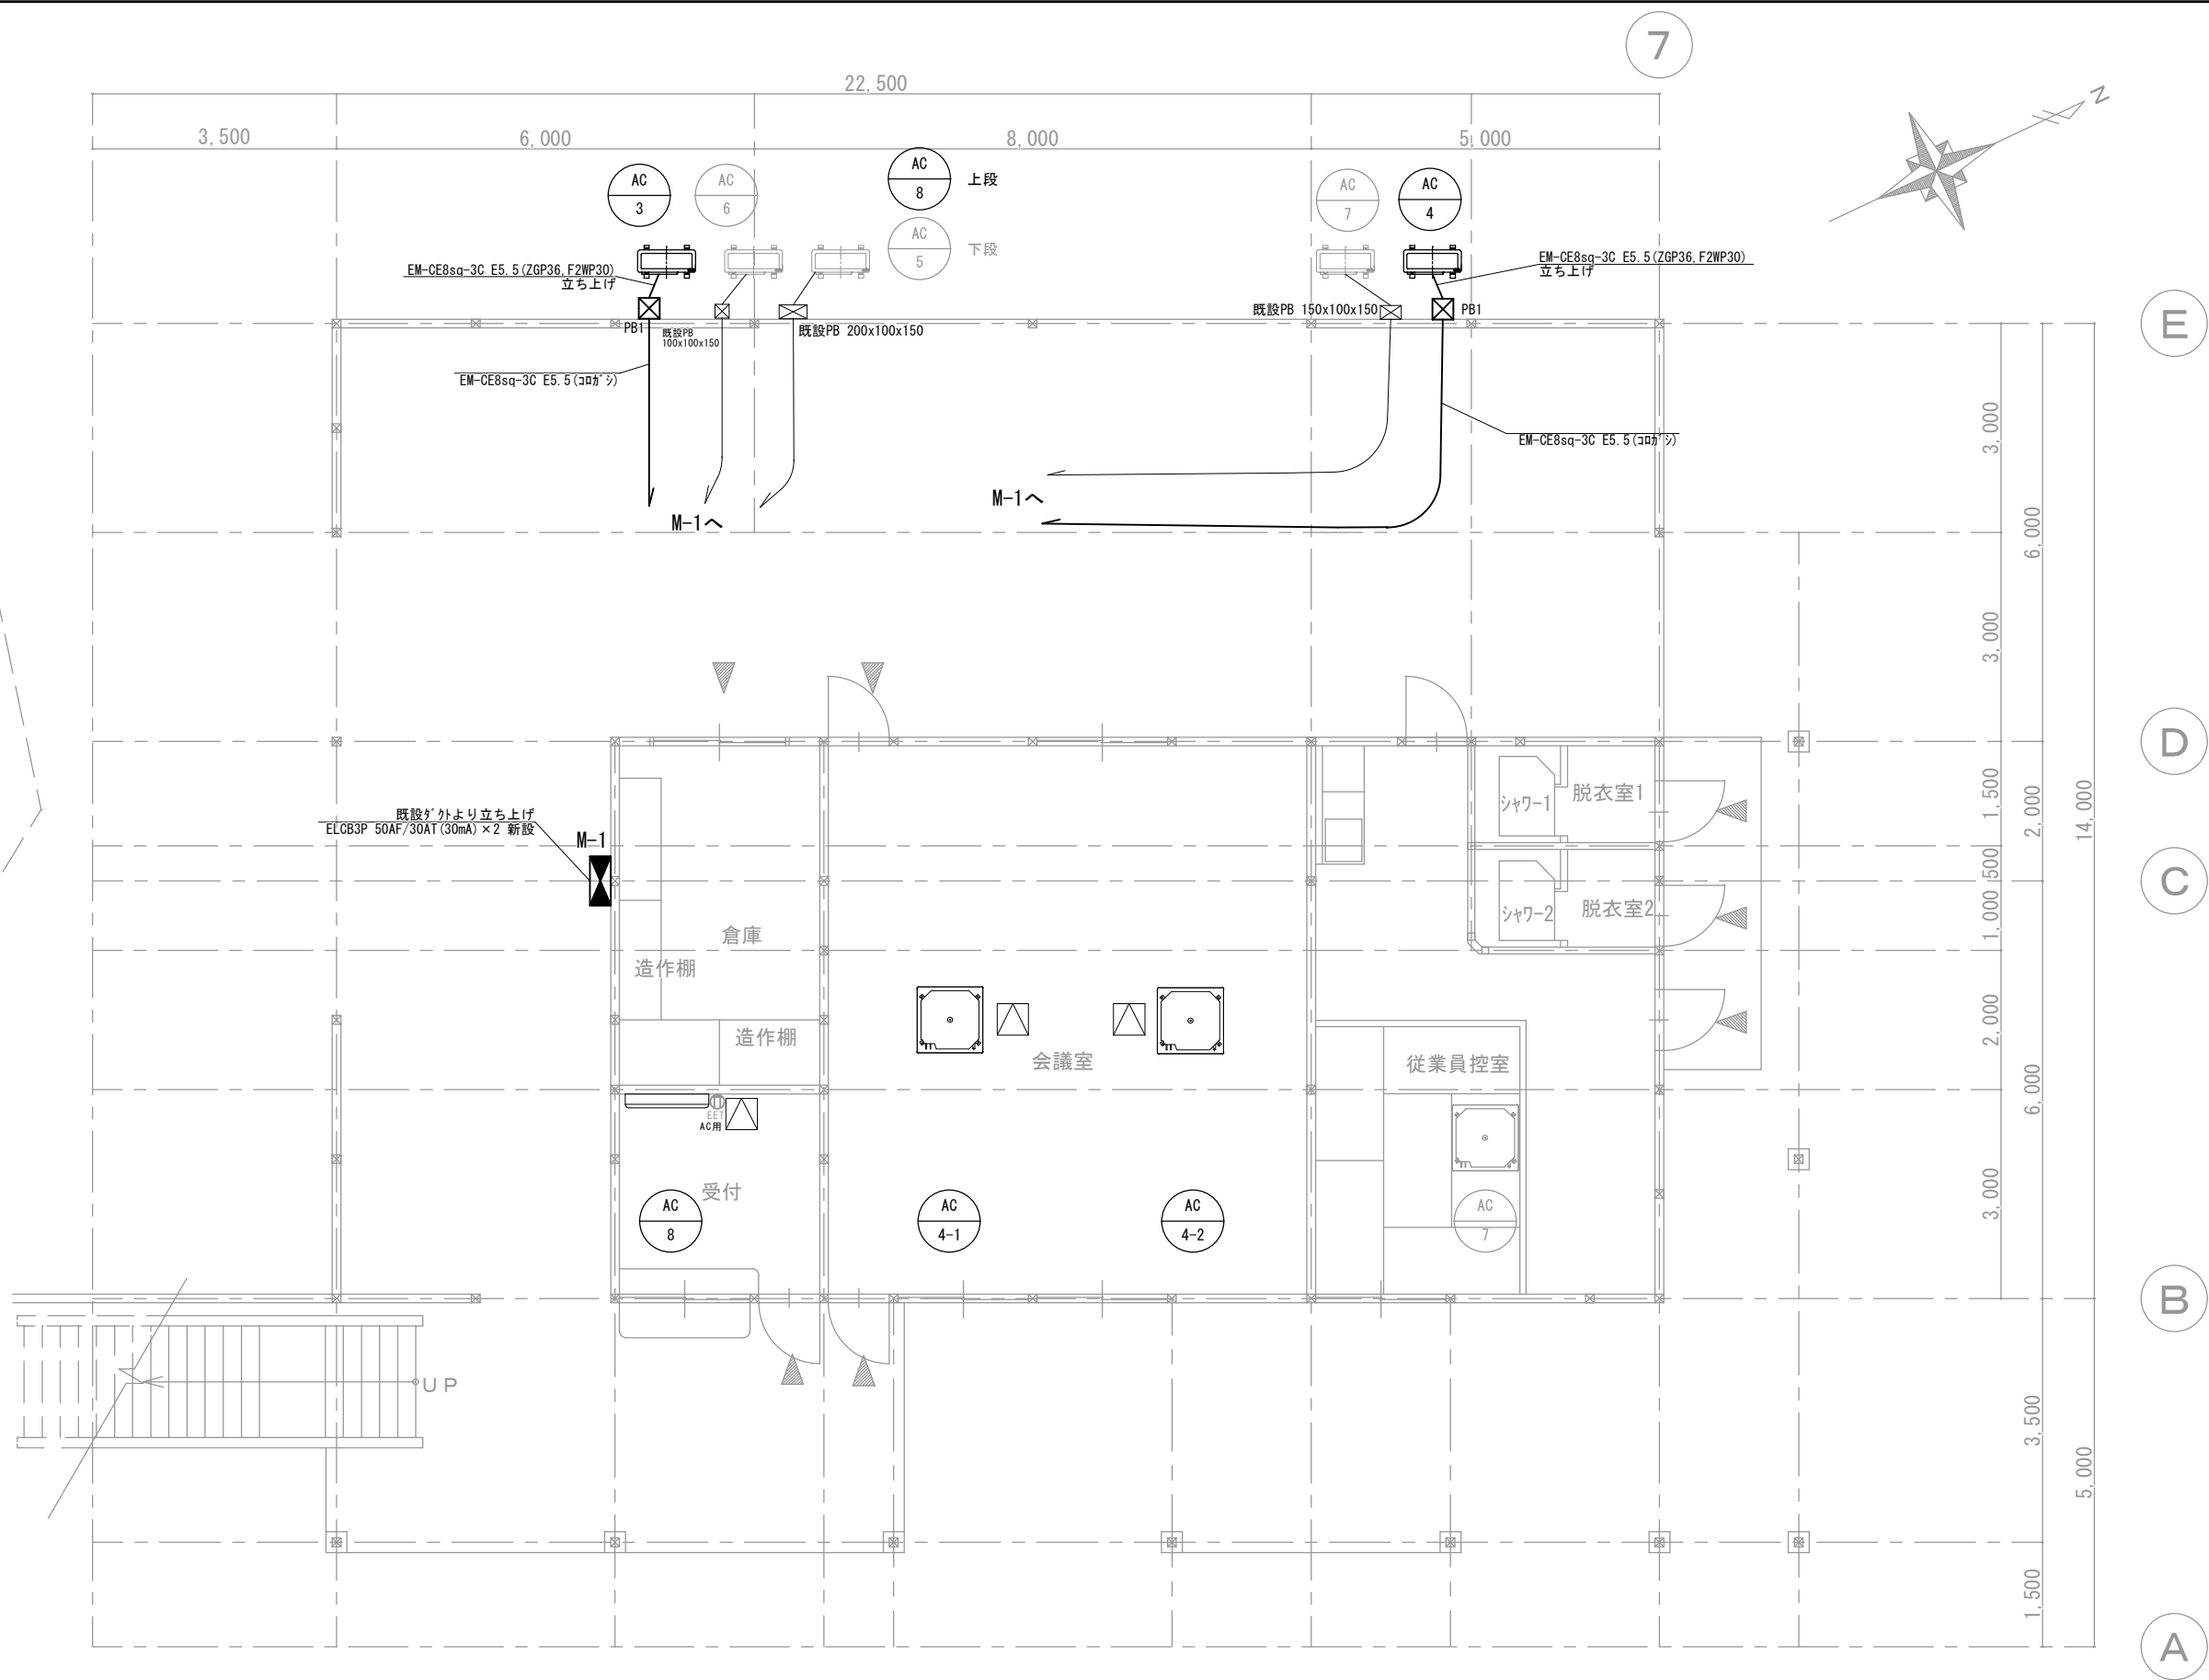 7
22,500
3,500
6,000
8,000
5,000
N
AC
3
AC
6
AC
8
上段
AC
5
下段
AC
7
AC
4
EM-CE8sq-3C E5.5(ZGP36,F2WP30)
立ち上げ
EM-CE8sq-3C E5.5(ZGP36,F2WP30)
立ち上げ
PB1
既設PB
100x100x150
既設PB 200x100x150
既設PB 150x100x150
PB1
E
EM-CE8sq-3C E5.5(ｺﾛｶﾞｼ)
EM-CE8sq-3C E5.5(ｺﾛｶﾞｼ)
M-1へ
M-1へ
3,000
6,000
3,000
D
既設ﾀﾞｸﾄより立ち上げ
ELCB3P 50AF/30AT(30mA)×2 新設
M-1
シャワー1
脱衣室1
1,500
2,000
14,000
500
C
シャワー2
脱衣室2
1,000
倉庫
造作棚
造作棚
会議室
従業員控室
2,000
6,000
EET
AC用
受付
AC
8
AC
4-1
AC
4-2
AC
7
3,000
B
UP
3,500
5,000
1,500
A